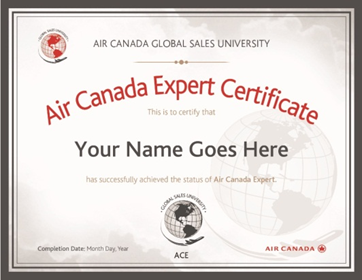 AIR CANADA GLOBAL SALES UNIVERSITY
Air Canada Expert Certificate
This is to certify that
Your Name Goes Here
has successfully achieved the status of Air Canada Expert.
· GLOBAL SALES UNIVERSITY ·
ACE
Completion Date: Month Day, Year
AIR CANADA